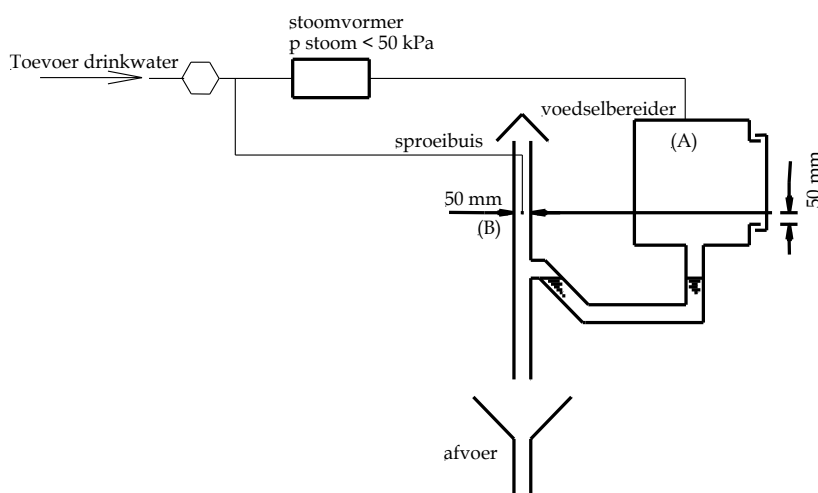 stoomvormer
p stoom < 50 kPa
Toevoer drinkwater
voedselbereider
(A)
sproeibuis
50 mm
50 mm
(B)
afvoer